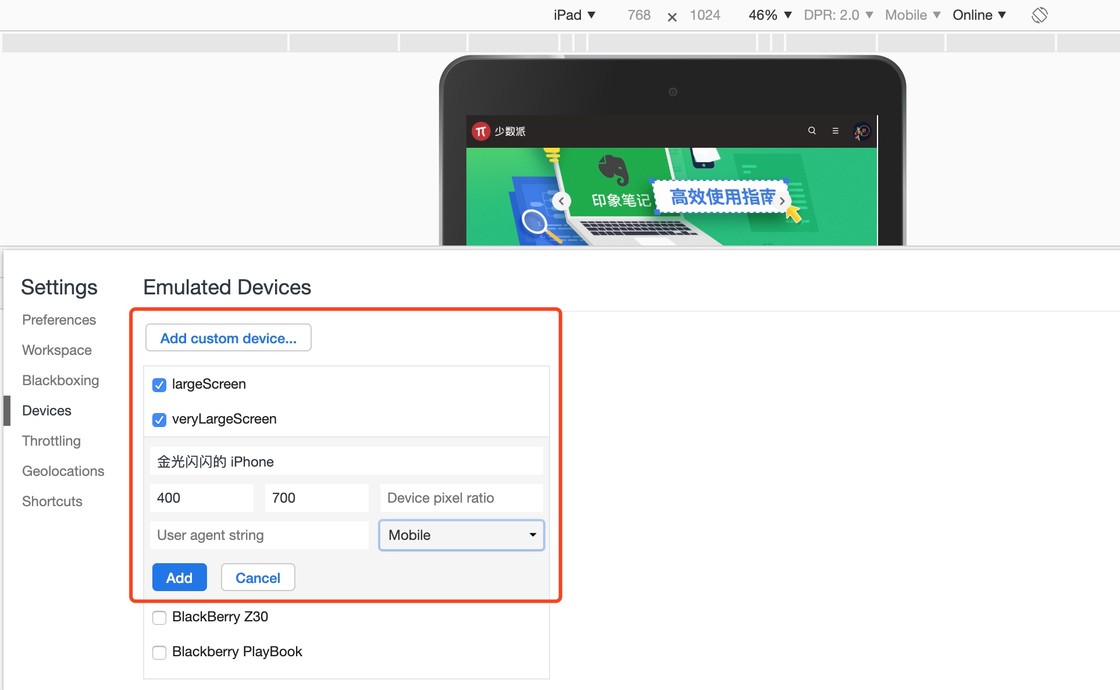 iPad ▼ 768 × 1024 46% ▼ DPR: 2.0 ▼ Mobile ▼ Online ▼
少数派
印象笔记
高效使用指南
Settings
Preferences
Workspace
Blackboxing
Devices
Throttling
Geolocations
Shortcuts
Emulated Devices
Add custom device...
largeScreen
veryLargeScreen
金光闪闪的 iPhone
400 700 Device pixel ratio
User agent string Mobile
Add Cancel
BlackBerry Z30
Blackberry PlayBook